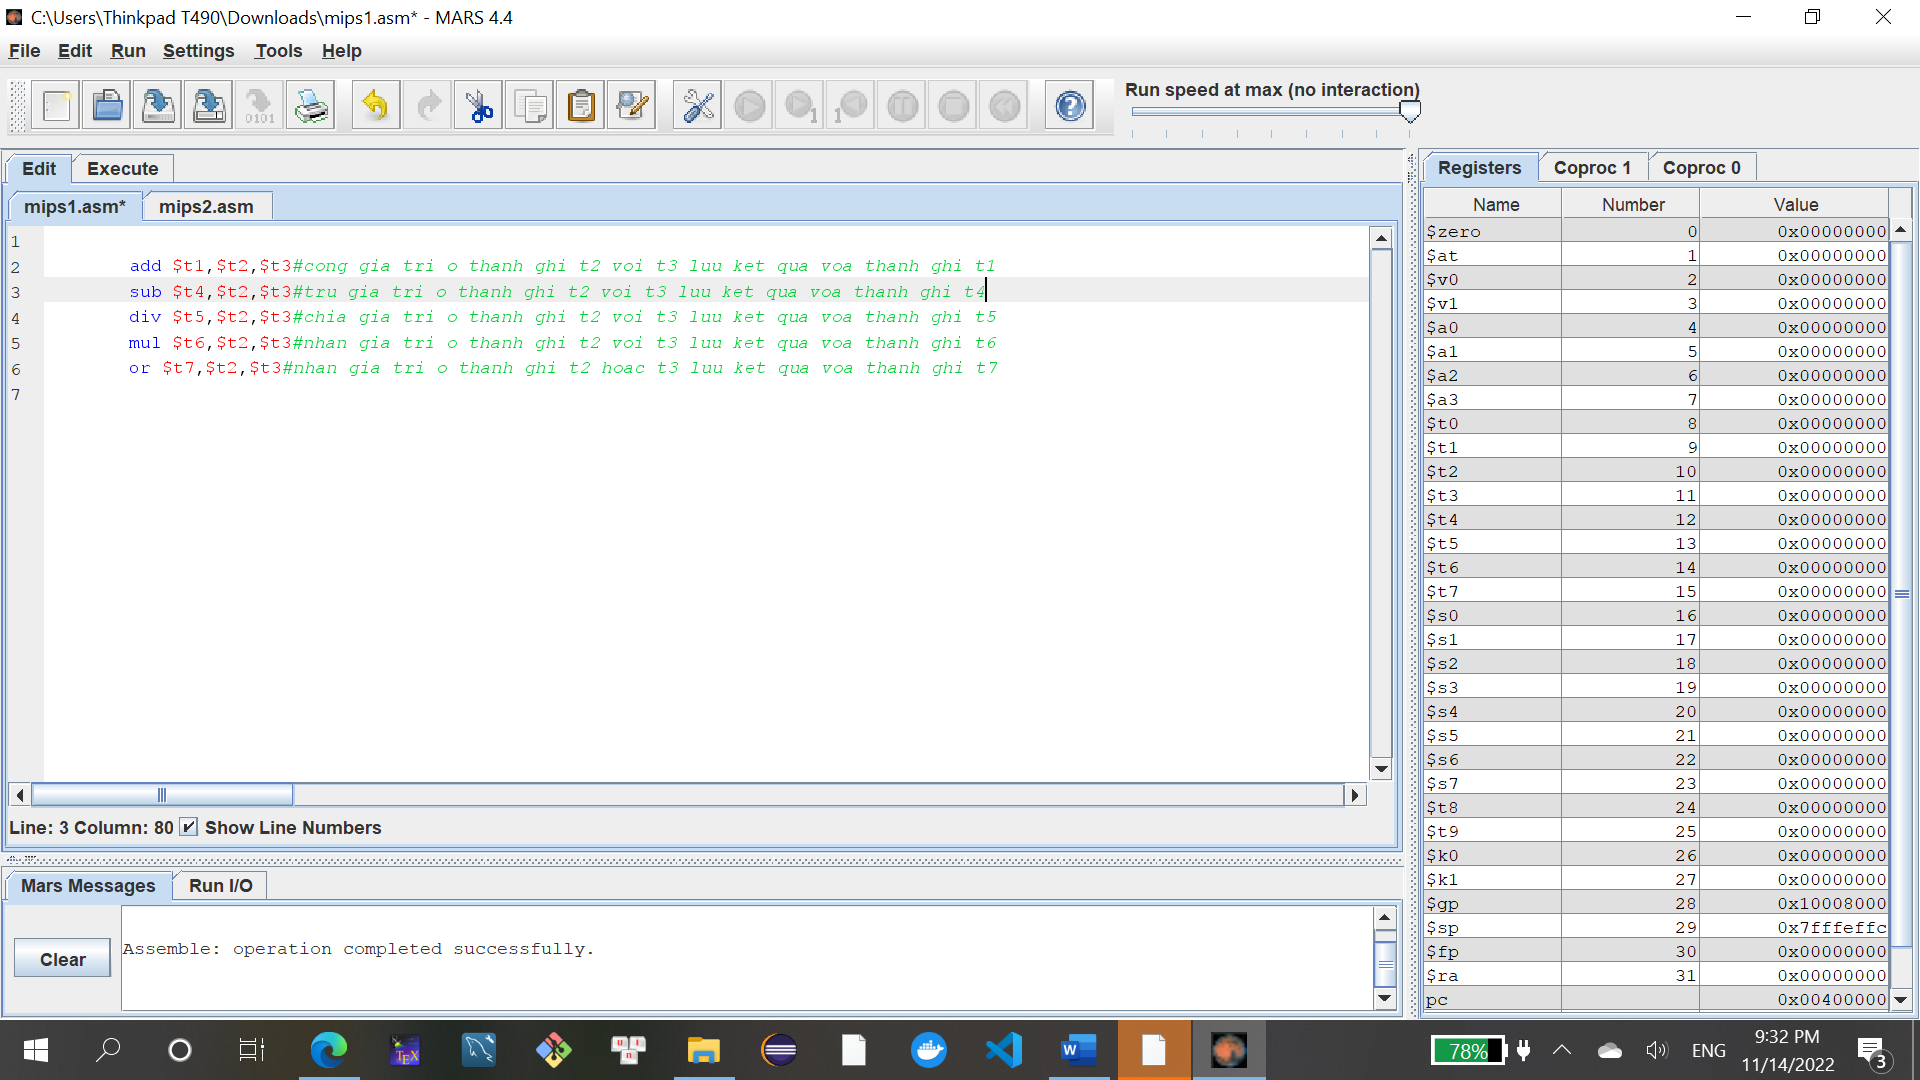 C:\Users\Thinkpad T490\Downloads\mips1.asm* - MARS 4.4
File Edit Run Settings Tools Help
Run speed at max (no interaction)
0101
1
1
Edit Execute
mips1.asm* mips2.asm
1
2 add $t1,$t2,$t3#cong gia tri o thanh ghi t2 voi t3 luu ket qua voa thanh ghi t1
3 sub $t4,$t2,$t3#tru gia tri o thanh ghi t2 voi t3 luu ket qua voa thanh ghi t4
4 div $t5,$t2,$t3#chia gia tri o thanh ghi t2 voi t3 luu ket qua voa thanh ghi t5
5 mul $t6,$t2,$t3#nhan gia tri o thanh ghi t2 voi t3 luu ket qua voa thanh ghi t6
6 or $t7,$t2,$t3#nhan gia tri o thanh ghi t2 hoac t3 luu ket qua voa thanh ghi t7
7
Line: 3 Column: 80 Show Line Numbers
Mars Messages Run I/O
Clear
Assemble: operation completed successfully.
Registers Coproc 1 Coproc 0
Name Number Value
$zero 0 0x00000000
$at 1 0x00000000
$v0 2 0x00000000
$v1 3 0x00000000
$a0 4 0x00000000
$a1 5 0x00000000
$a2 6 0x00000000
$a3 7 0x00000000
$t0 8 0x00000000
$t1 9 0x00000000
$t2 10 0x00000000
$t3 11 0x00000000
$t4 12 0x00000000
$t5 13 0x00000000
$t6 14 0x00000000
$t7 15 0x00000000
$s0 16 0x00000000
$s1 17 0x00000000
$s2 18 0x00000000
$s3 19 0x00000000
$s4 20 0x00000000
$s5 21 0x00000000
$s6 22 0x00000000
$s7 23 0x00000000
$t8 24 0x00000000
$t9 25 0x00000000
$k0 26 0x00000000
$k1 27 0x00000000
$gp 28 0x10008000
$sp 29 0x7fffeffc
$fp 30 0x00000000
$ra 31 0x00000000
pc 0x00400000
TEX
u i n
W
78%
ENG
9:32 PM
11/14/2022
3